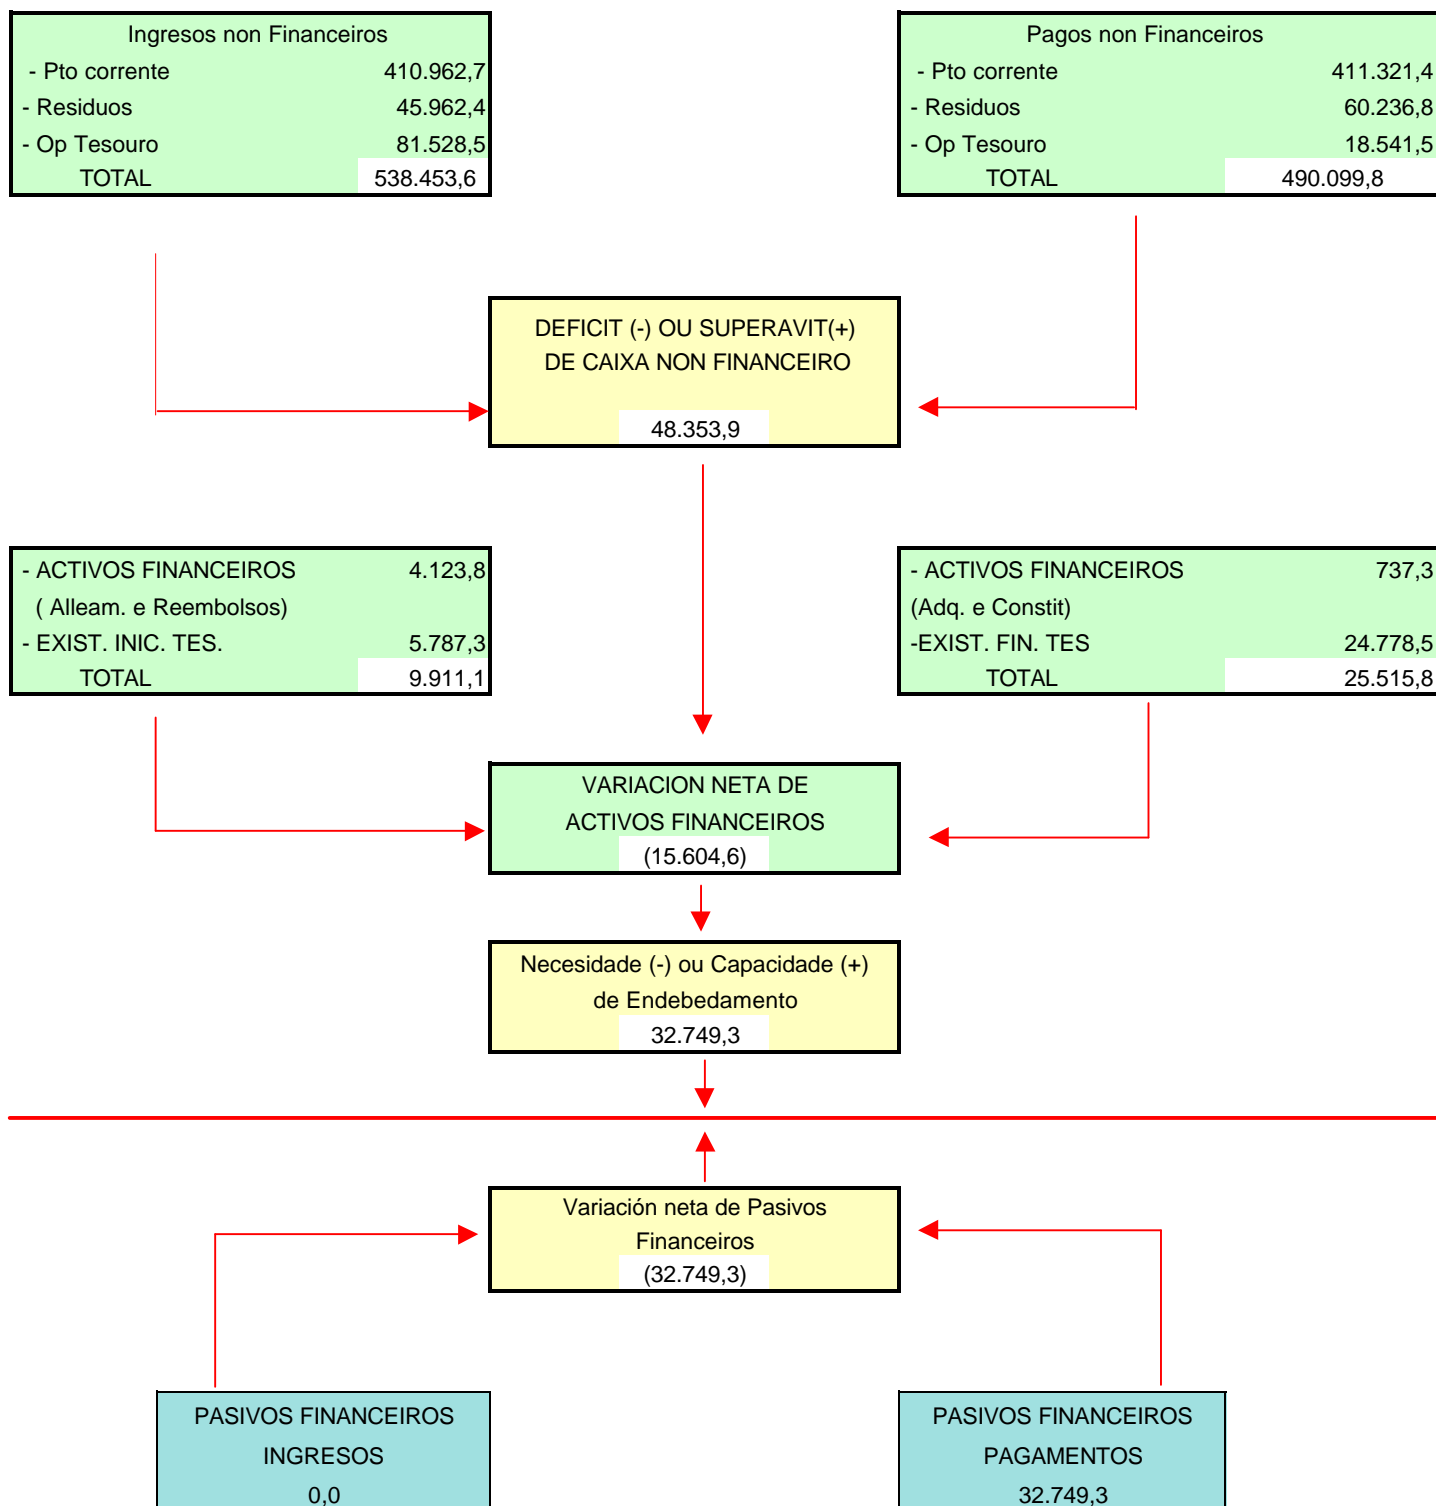 Ingresos non Financeiros
- Pto corrente 410.962,7
- Residuos 45.962,4
- Op Tesouro 81.528,5
TOTAL 538.453,6
Pagos non Financeiros
- Pto corrente 411.321,4
- Residuos 60.236,8
- Op Tesouro 18.541,5
TOTAL 490.099,8
DEFICIT (-) OU SUPERAVIT(+)
DE CAIXA NON FINANCEIRO
48.353,9
- ACTIVOS FINANCEIROS 4.123,8
( Alleam. e Reembolsos)
- EXIST. INIC. TES. 5.787,3
TOTAL 9.911,1
- ACTIVOS FINANCEIROS 737,3
(Adq. e Constit)
-EXIST. FIN. TES 24.778,5
TOTAL 25.515,8
VARIACION NETA DE
ACTIVOS FINANCEIROS
(15.604,6)
Necesidade (-) ou Capacidade (+)
de Endebedamento
32.749,3
Variación neta de Pasivos
Financeiros
(32.749,3)
PASIVOS FINANCEIROS
INGRESOS
0,0
PASIVOS FINANCEIROS
PAGAMENTOS
32.749,3